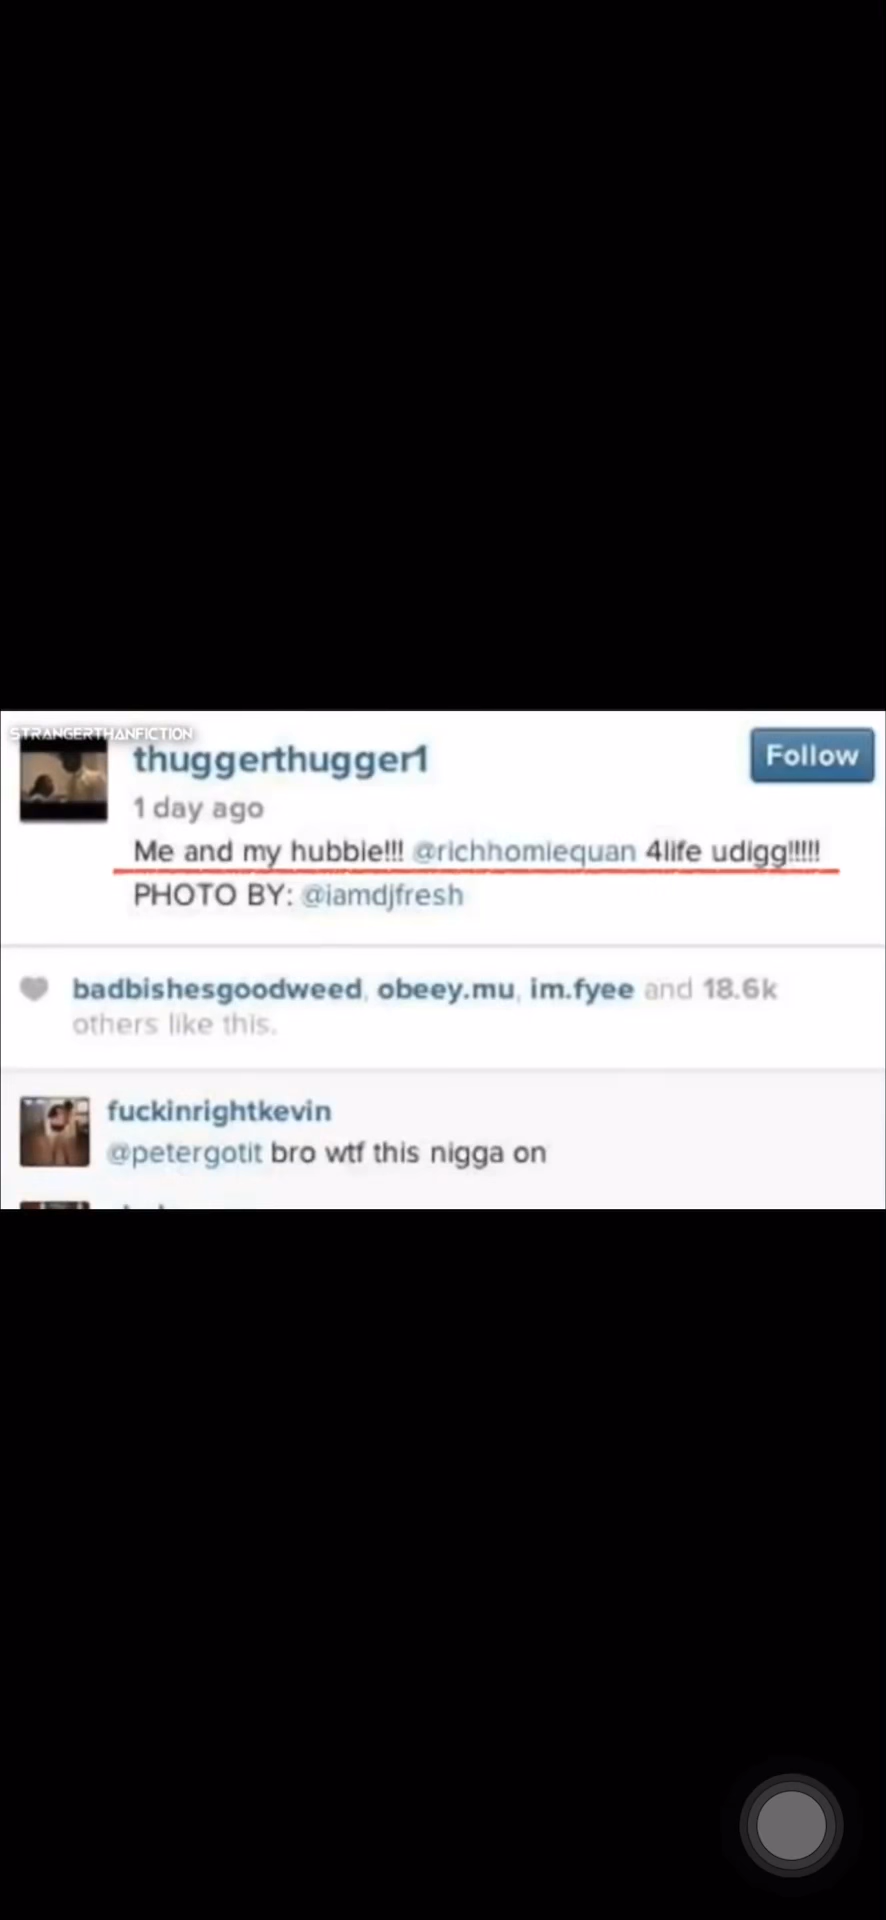 STRANGERTHANFICTION
thuggerthugger1
Follow
1 day ago
Me and my hubbie!!! @richhomiequan 4life udigg!!!!!
PHOTO BY: @iamdjfresh
badbishesgoodweed, obeey.mu, im.fyee and 18.6k
others like this.
fuckinrightkevin
@petergotit bro wtf this nigga on